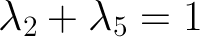 λ₂ + λ₅ = 1